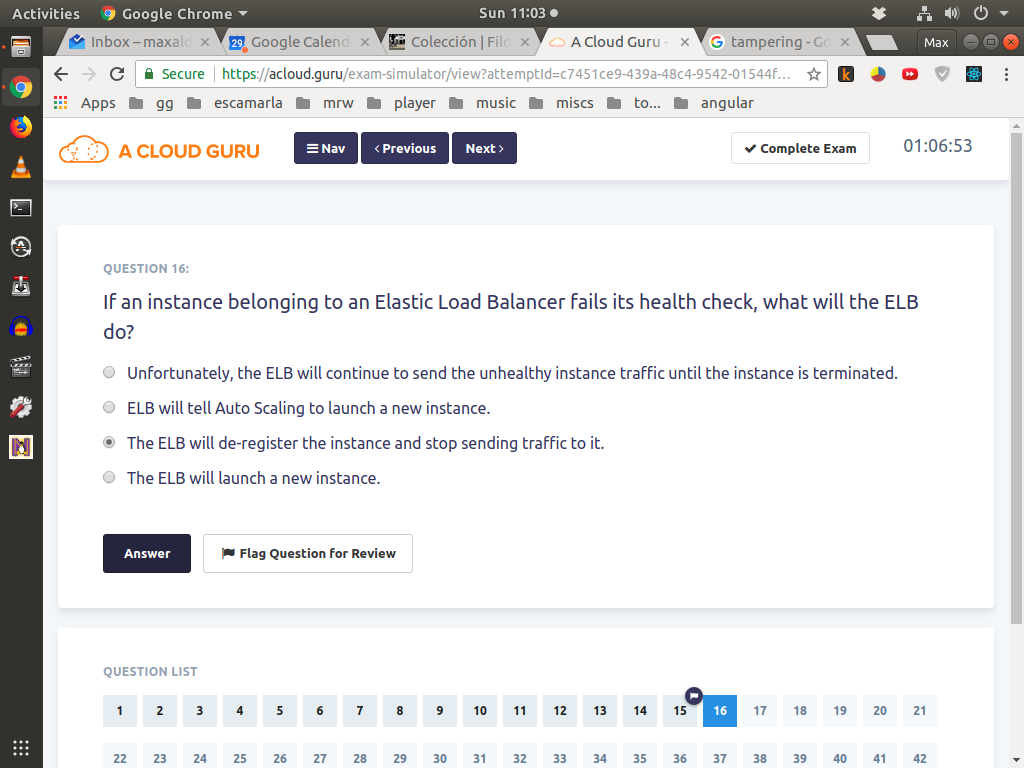 Activities Google Chrome Sun 11:03 Max
Inbox – maxald Google Calend Colección | Filo A Cloud Guru - tampering - Go
Secure https://acloud.guru/exam-simulator/view?attemptId=c7451ce9-439a-48c4-9542-01544f...
Apps gg escamarla mrw player music miscs to... angular
A CLOUD GURU Nav Previous Next Complete Exam 01:06:53
QUESTION 16:
If an instance belonging to an Elastic Load Balancer fails its health check, what will the ELB
do?
Unfortunately, the ELB will continue to send the unhealthy instance traffic until the instance is terminated.
ELB will tell Auto Scaling to launch a new instance.
The ELB will de-register the instance and stop sending traffic to it.
The ELB will launch a new instance.
Answer Flag Question for Review
QUESTION LIST
1 2 3 4 5 6 7 8 9 10 11 12 13 14 15 16 17 18 19 20 21
22 23 24 25 26 27 28 29 30 31 32 33 34 35 36 37 38 39 40 41 42